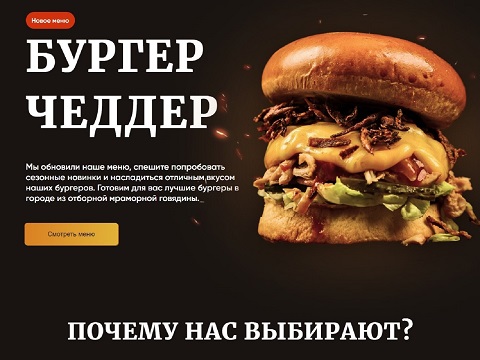 Новое меню
БУРГЕР
ЧЕДДЕР
Мы обновили наше меню, спешите попробовать
сезонные новинки и насладиться отличным,вкусом
наших бургеров. Готовим для вас лучшие бургеры в
городе из отборной мраморной говядины._
Смотреть меню
ПОЧЕМУ НАС ВЫБИРАЮТ?